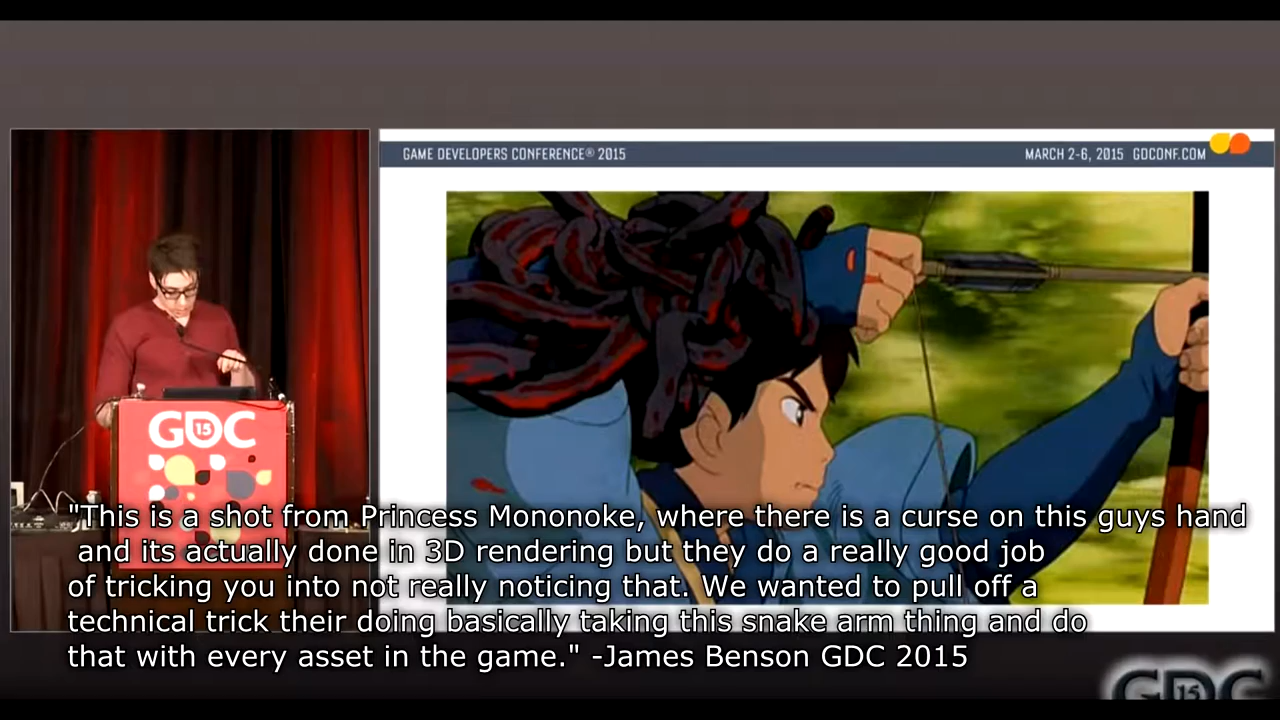 GAME DEVELOPERS CONFERENCE® 2015
MARCH 2-6, 2015 GDCONF.COM
GDC
15
"This is a shot from Princess Mononoke, where there is a curse on this guys hand
and its actually done in 3D rendering but they do a really good job
of tricking you into not really noticing that. We wanted to pull off a
technical trick their doing basically taking this snake arm thing and do
that with every asset in the game." -James Benson GDC 2015
GDC
15